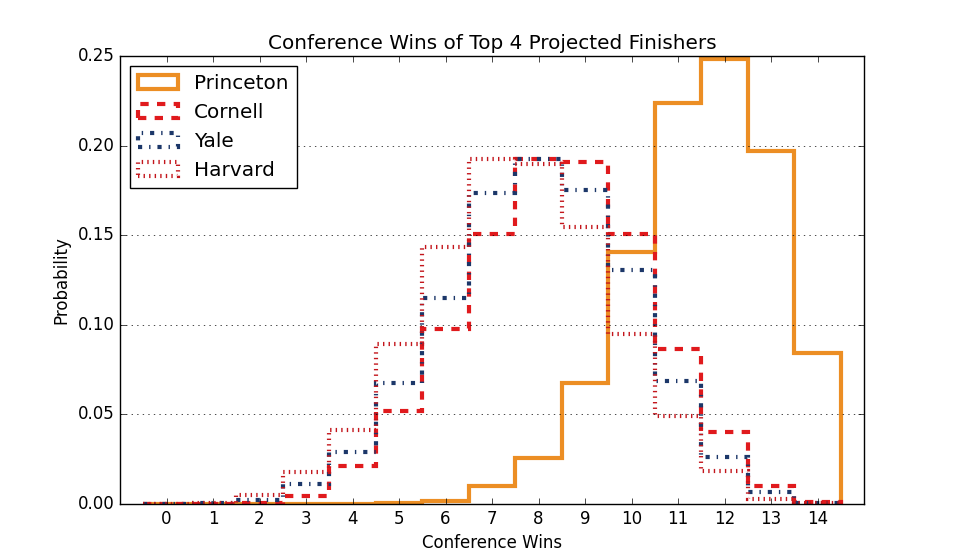 Conference Wins of Top 4 Projected Finishers
0.25
0.20
0.15
0.10
0.05
0.00
Probability
Princeton
Cornell
Yale
Harvard
0 1 2 3 4 5 6 7 8 9 10 11 12 13 14
Conference Wins